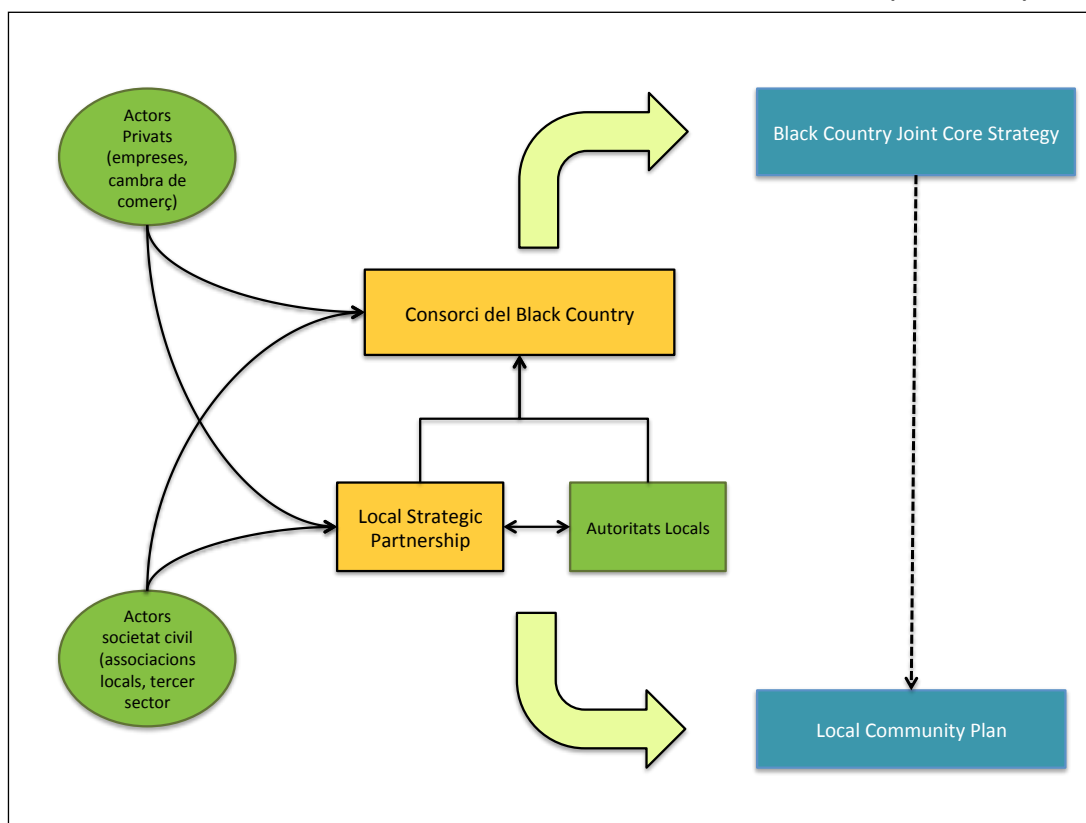 Actors
Privats
(empreses,
cambra de
comerç)
Black Country Joint Core Strategy
Consorci del Black Country
Local Strategic
Partnership
Autoritats Locals
Actors
societat civil
(associacions
locals, tercer
sector
Local Community Plan